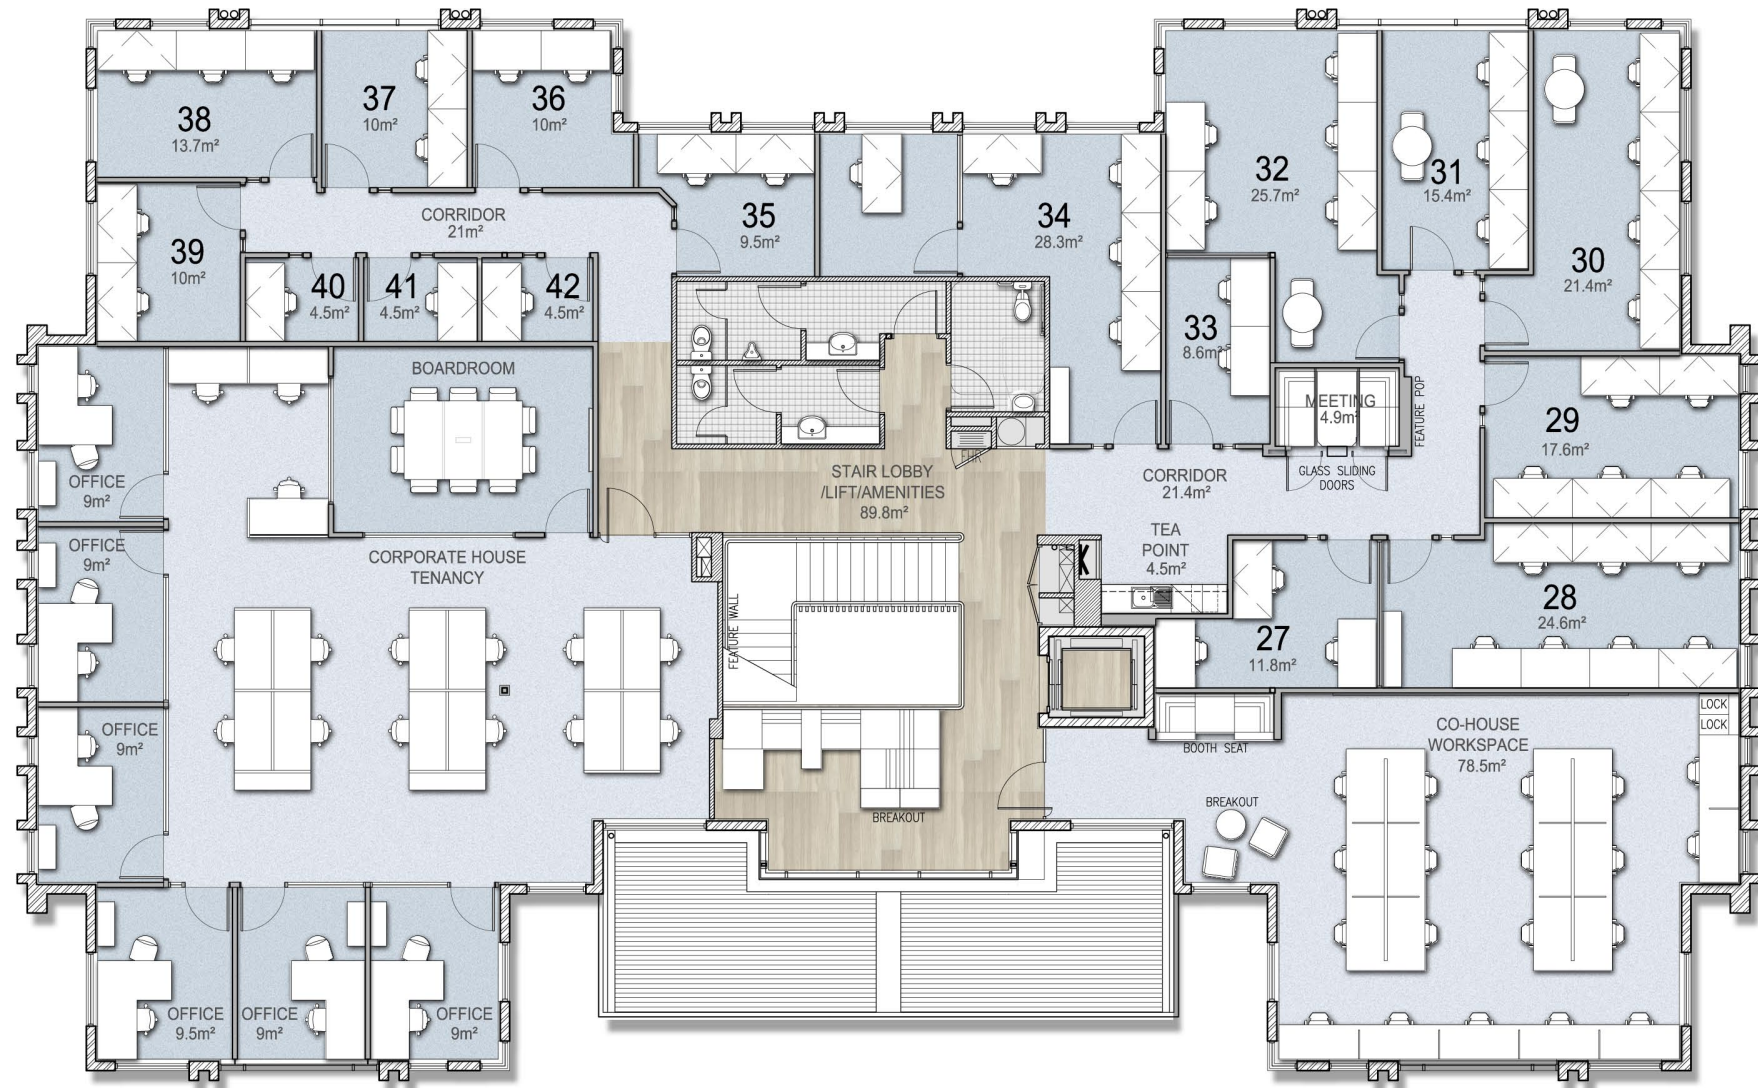 38
13.7m²
37
10m²
36
10m²
39
10m²
CORRIDOR
21m²
40
4.5m²
41
4.5m²
42
4.5m²
35
9.5m²
34
28.3m²
32
25.7m²
31
15.4m²
30
21.4m²
33
8.6m²
MEETING
4.9m²
FEATURE POP
GLASS SLIDING
DOORS
29
17.6m²
BOARDROOM
OFFICE
9m²
OFFICE
9m²
OFFICE
9m²
CORPORATE HOUSE
TENANCY
STAIR LOBBY
/LIFT/AMENITIES
89.8m²
FHR
CORRIDOR
21.4m²
TEA
POINT
4.5m²
28
24.6m²
27
11.8m²
FEATURE WALL
BREAKOUT
BOOTH SEAT
CO-HOUSE
WORKSPACE
78.5m²
LOCK
LOCK
BREAKOUT
OFFICE
9.5m²
OFFICE
9m²
OFFICE
9m²